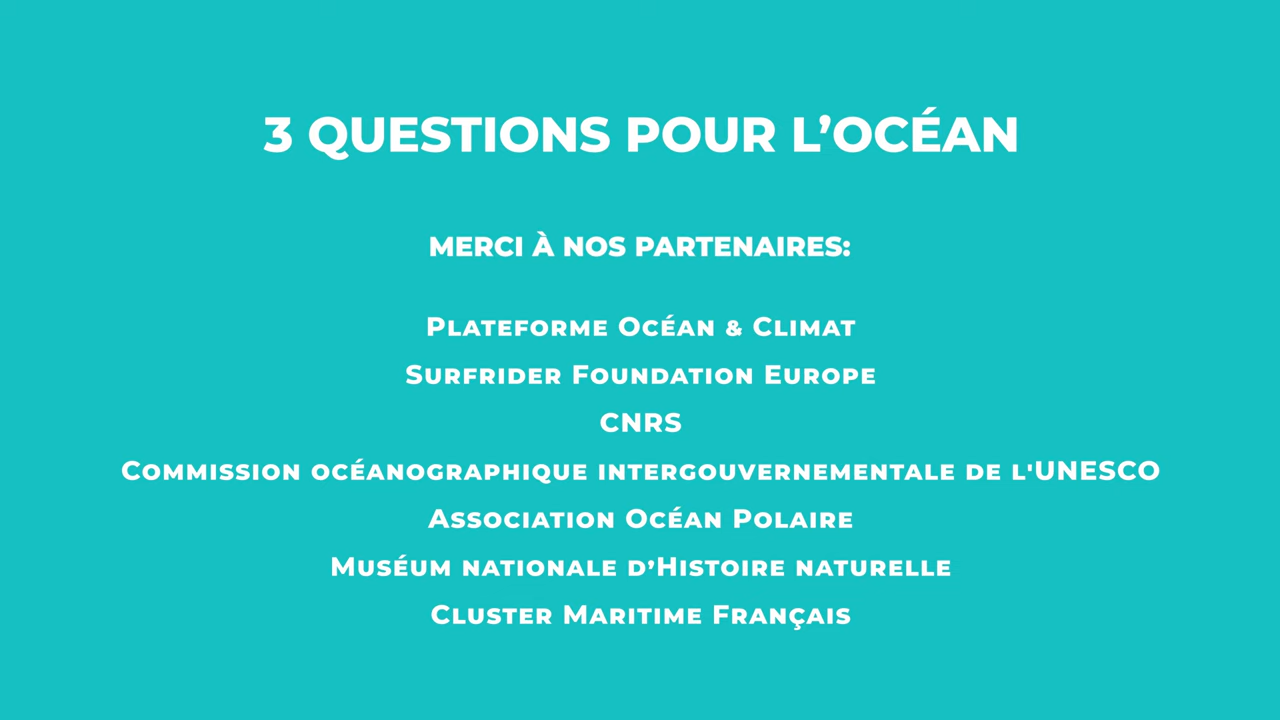 3 QUESTIONS POUR L’OCÉAN
MERCI À NOS PARTENAIRES:
Plateforme Océan & Climat
Surfrider Foundation Europe
CNRS
Commission océanographique intergouvernementale de l'UNESCO
Association Océan Polaire
Muséum nationale d’Histoire naturelle
Cluster Maritime Français